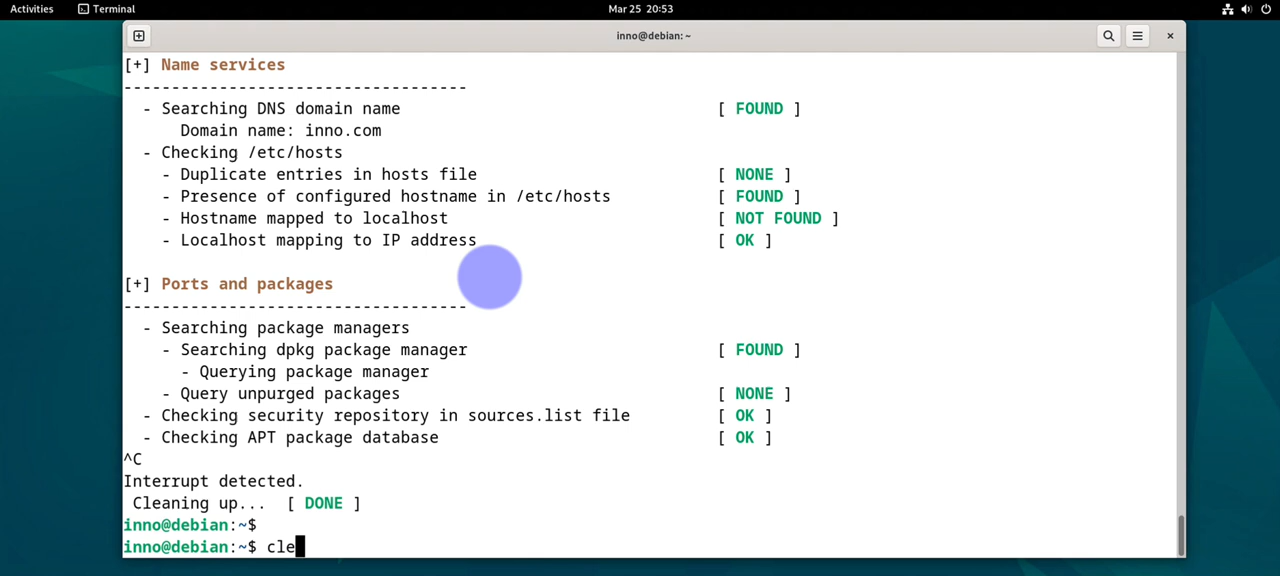 Activities Terminal Mar 25 20:53
inno@debian: ~
[+] Name services
------------------------------------
- Searching DNS domain name [ FOUND ]
Domain name: inno.com
- Checking /etc/hosts
- Duplicate entries in hosts file [ NONE ]
- Presence of configured hostname in /etc/hosts [ FOUND ]
- Hostname mapped to localhost [ NOT FOUND ]
- Localhost mapping to IP address [ OK ]
[+] Ports and packages
------------------------------------
- Searching package managers
- Searching dpkg package manager [ FOUND ]
- Querying package manager
- Query unpurged packages [ NONE ]
- Checking security repository in sources.list file [ OK ]
- Checking APT package database [ OK ]
^C
Interrupt detected.
Cleaning up... [ DONE ]
inno@debian:~$
inno@debian:~$ cle